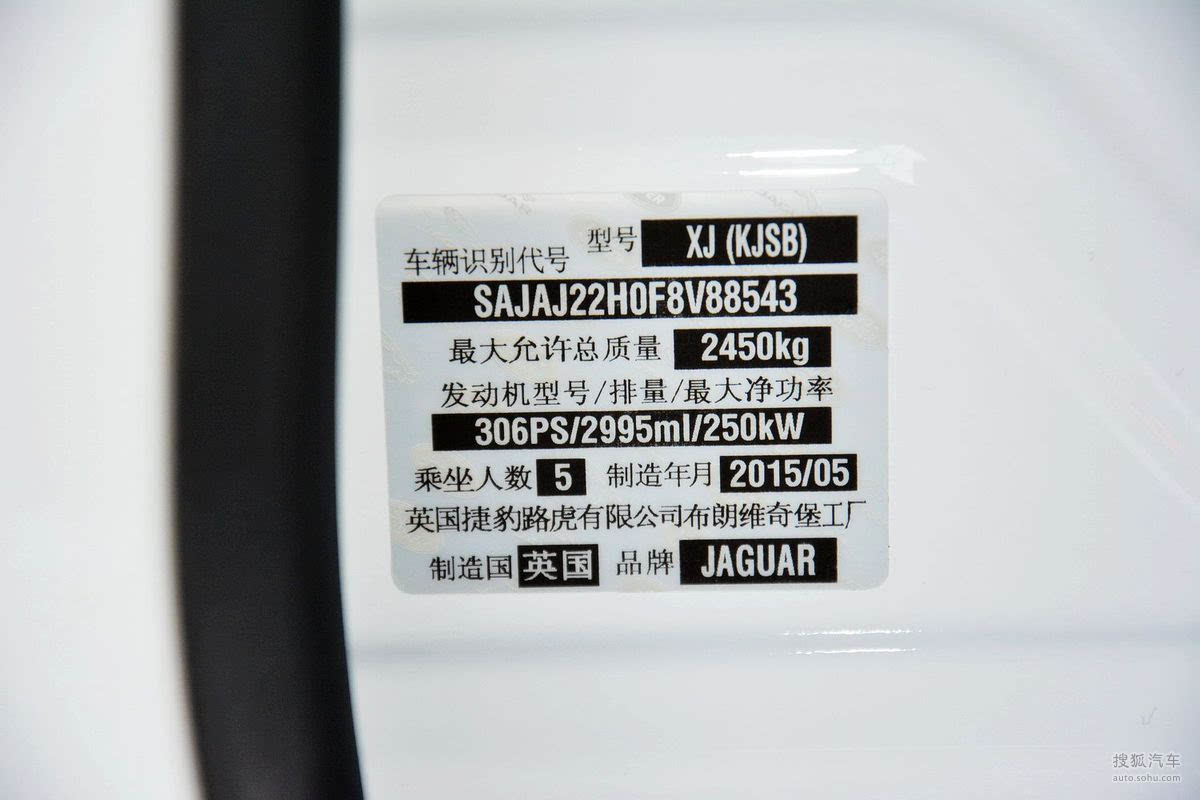 型号 XJ (KJSB)
车辆识别代号
SAJAJ22H0F8V88543
最大允许总质量 2450kg
发动机型号/排量/最大净功率
306PS/2995ml/250kW
乘坐人数 5 制造年月 2015/05
英国捷豹路虎有限公司布朗维奇堡工厂
制造国 英国 品牌 JAGUAR
搜狐汽车
auto.sohu.com